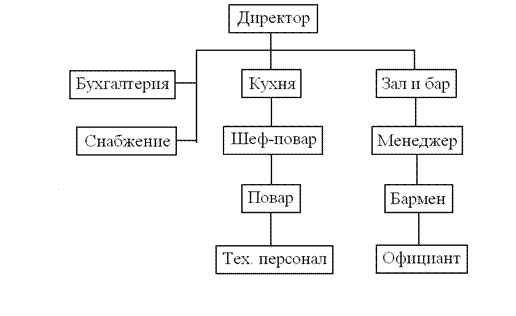 Директор
Бухгалтерия
Кухня
Зал и бар
Снабжение
Шеф-повар
Менеджер
Повар
Бармен
Тех. персонал
Официант